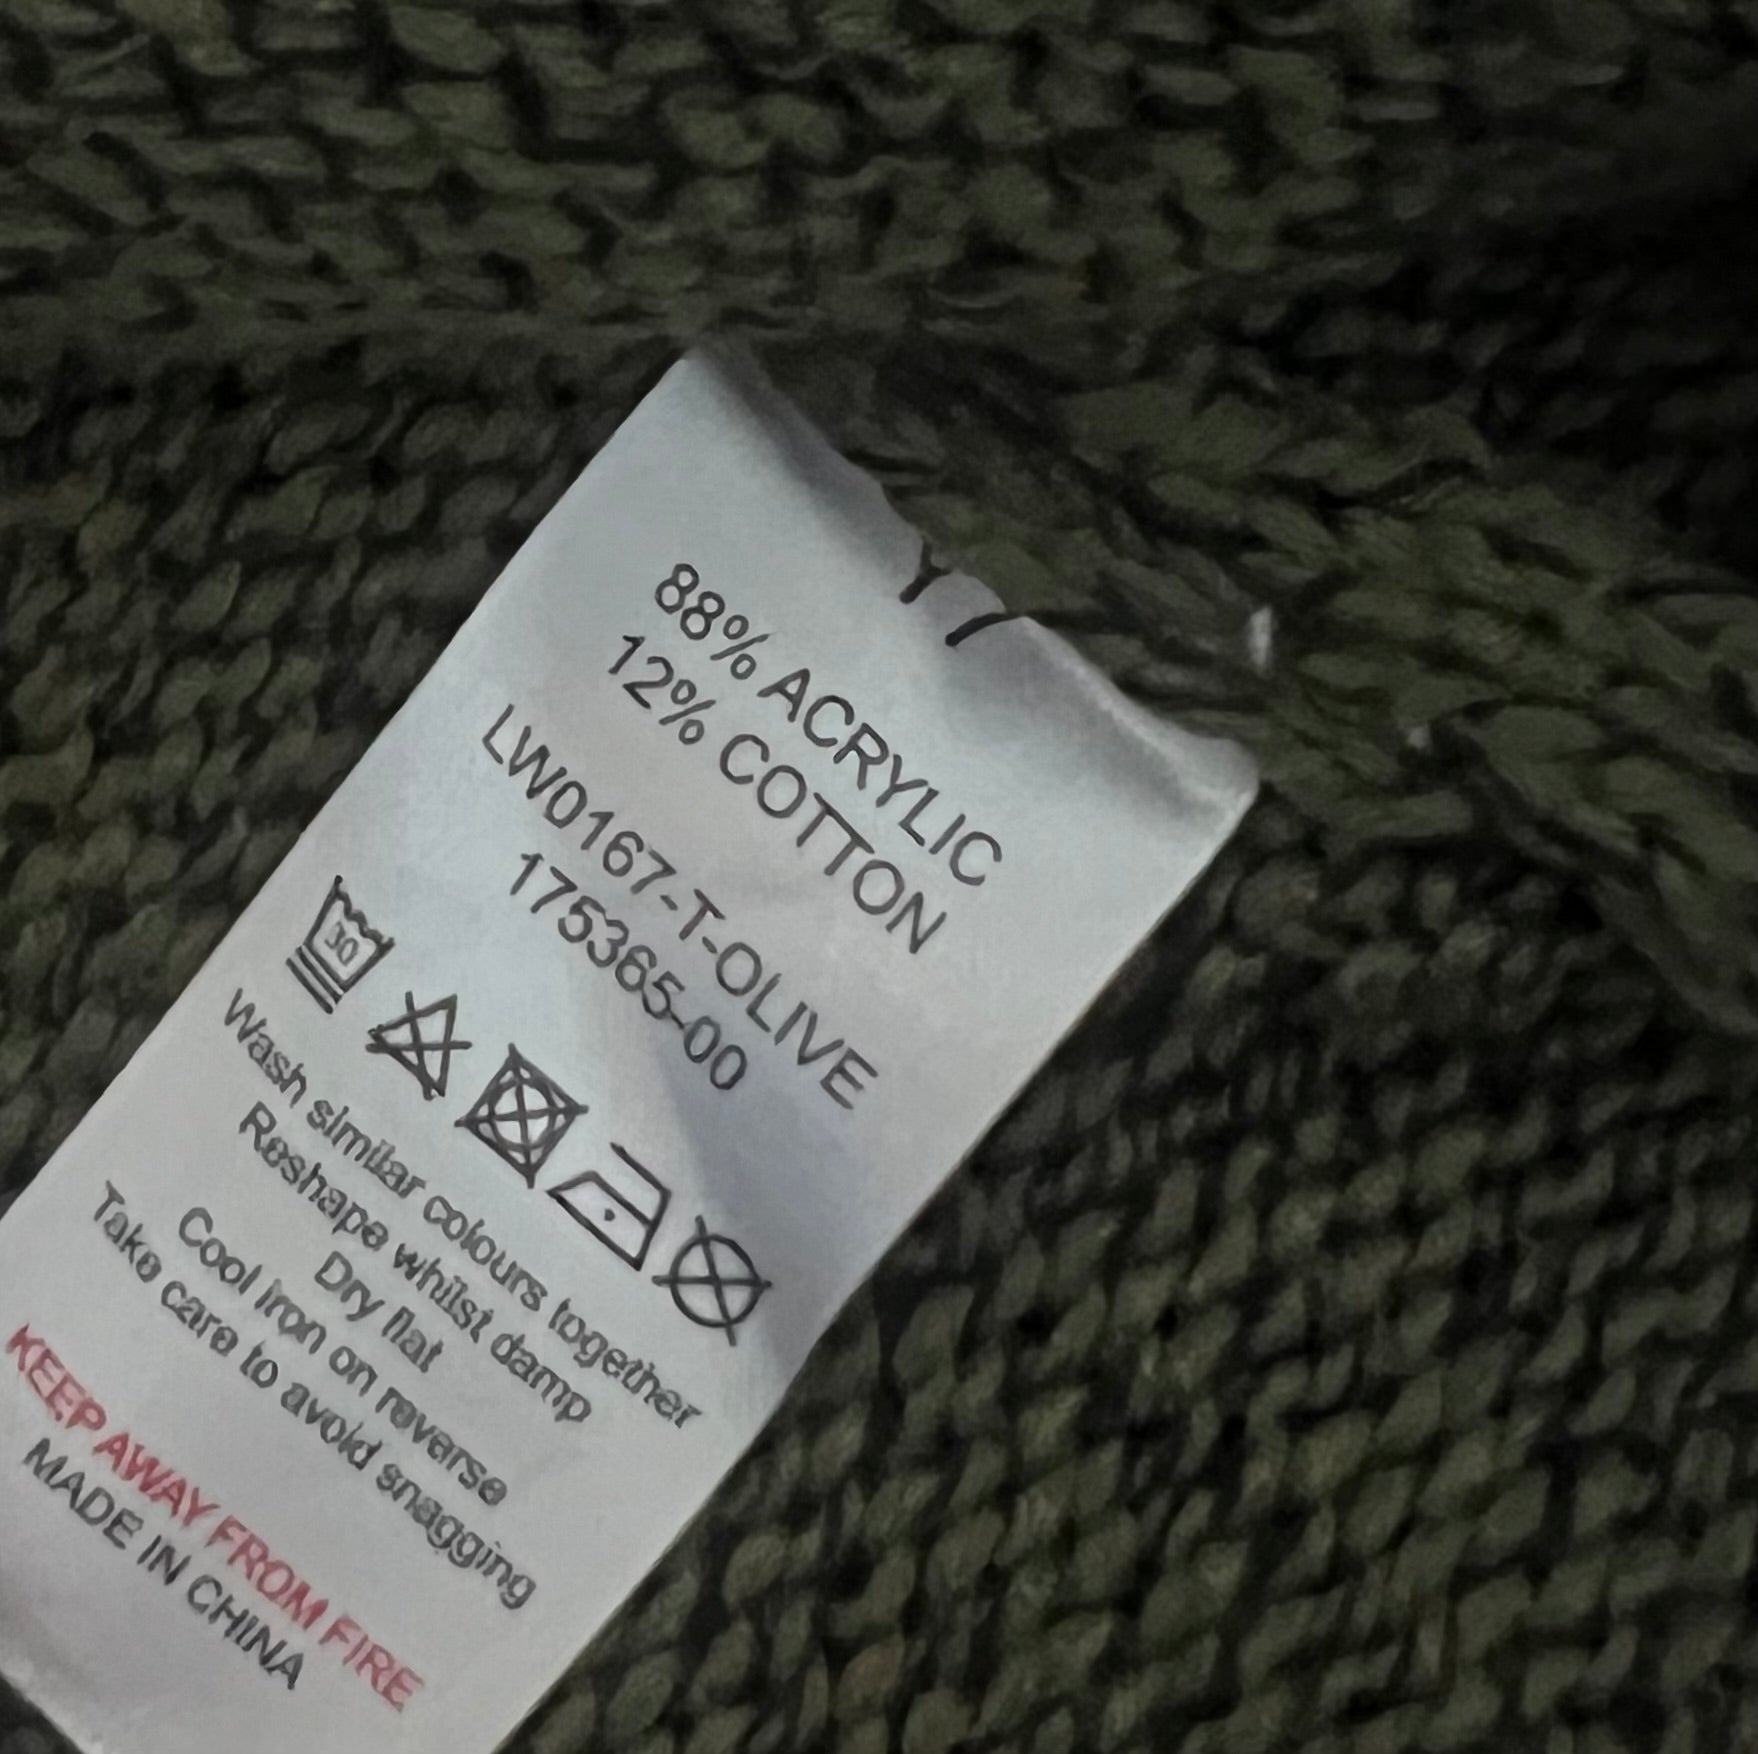 88% ACRYLIC
12% COTTON
LW0167-T-OLIVE
175365-00
30
Wash similar colours together
Reshape whilst damp
Dry flat
Cool iron on reverse
Take care to avoid snagging
KEEP AWAY FROM FIRE
MADE IN CHINA